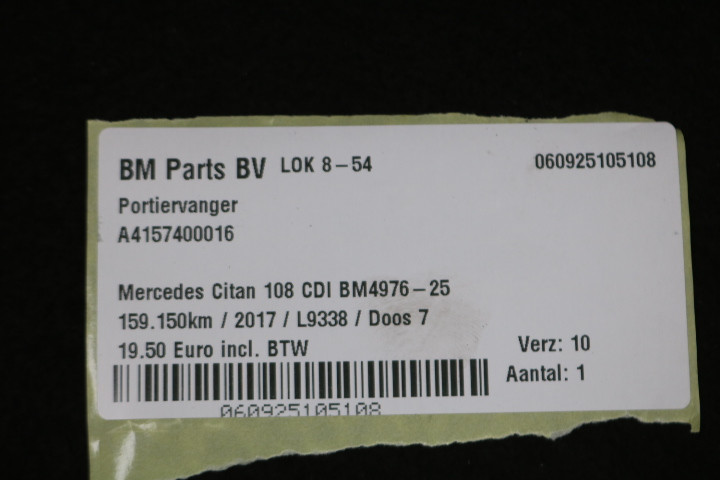 BM Parts BV LOK 8-54 060925105108
Portiervanger
A4157400016
Mercedes Citan 108 CDI BM4976-25
159.150km / 2017 / L9338 / Doos 7
19.50 Euro incl. BTW Verz: 10
Aantal: 1
060925105108